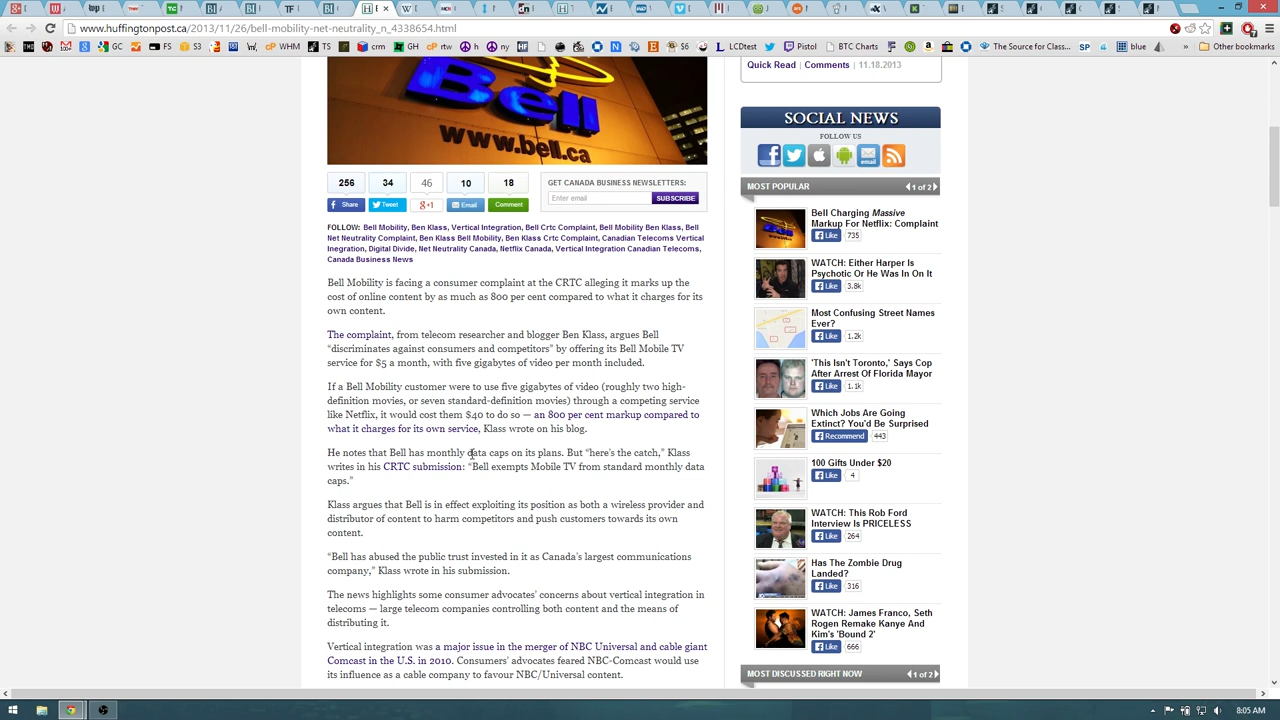 www.huffingtonpost.ca/2013/11/26/bell-mobility-net-neutrality_n_4338654.html
GC
FS
S3
CP
WHM
TS
crm
GH
cp
rtw
ny
HF
$6
LCDtest
Pistol
BTC Charts
The Source for Class...
SP
blue
Other bookmarks
Bell
www.bell.ca
256
34
46
10
18
Share
Tweet
+1
Email
Comment
GET CANADA BUSINESS NEWSLETTERS:
Enter email
SUBSCRIBE
FOLLOW: Bell Mobility, Ben Klass, Vertical Integration, Bell Crtc Complaint, Bell Mobility Ben Klass, Bell
Net Neutrality Complaint, Ben Klass Bell Mobility, Ben Klass Crtc Complaint, Canadian Telecoms Vertical
Inegration, Digital Divide, Net Neutrality Canada, Netflix Canada, Vertical Integration Canadian Telecoms,
Canada Business News
Bell Mobility is facing a consumer complaint at the CRTC alleging it marks up the
cost of online content by as much as 800 per cent compared to what it charges for its
own content.
The complaint, from telecom researcher and blogger Ben Klass, argues Bell
“discriminates against consumers and competitors” by offering its Bell Mobile TV
service for $5 a month, with five gigabytes of video per month included.
If a Bell Mobility customer were to use five gigabytes of video (roughly two high-
definition movies, or seven standard-definition movies) through a competing service
like Netflix, it would cost them $40 to do so — an 800 per cent markup compared to
what it charges for its own service, Klass wrote on his blog.
He notes that Bell has monthly data caps on its plans. But “here’s the catch,” Klass
writes in his CRTC submission: “Bell exempts Mobile TV from standard monthly data
caps.”
Klass argues that Bell is in effect exploiting its position as both a wireless provider and
distributor of content to harm competitors and push customers towards its own
content.
“Bell has abused the public trust invested in it as Canada’s largest communications
company,” Klass wrote in his submission.
The news highlights some consumer advocates’ concerns about vertical integration in
telecoms — large telecom companies controlling both content and the means of
distributing it.
Vertical integration was a major issue in the merger of NBC Universal and cable giant
Comcast in the U.S. in 2010. Consumers’ advocates feared NBC-Comcast would use
its influence as a cable company to favour NBC/Universal content.
Quick Read | Comments | 11.18.2013
SOCIAL NEWS
FOLLOW US
email
MOST POPULAR
1 of 2
Bell Charging Massive
Markup For Netflix: Complaint
Like 735
WATCH: Either Harper Is
Psychotic Or He Was In On It
Like 3.8k
Most Confusing Street Names
Ever?
Like 1.2k
'This Isn't Toronto,' Says Cop
After Arrest Of Florida Mayor
Like 1.1k
Which Jobs Are Going
Extinct? You'd Be Surprised
Recommend 443
100 Gifts Under $20
Like 4
WATCH: This Rob Ford
Interview Is PRICELESS
Like 264
Has The Zombie Drug
Landed?
Like 316
WATCH: James Franco, Seth
Rogen Remake Kanye And
Kim's 'Bound 2'
Like 666
MOST DISCUSSED RIGHT NOW
1 of 2
8:05 AM